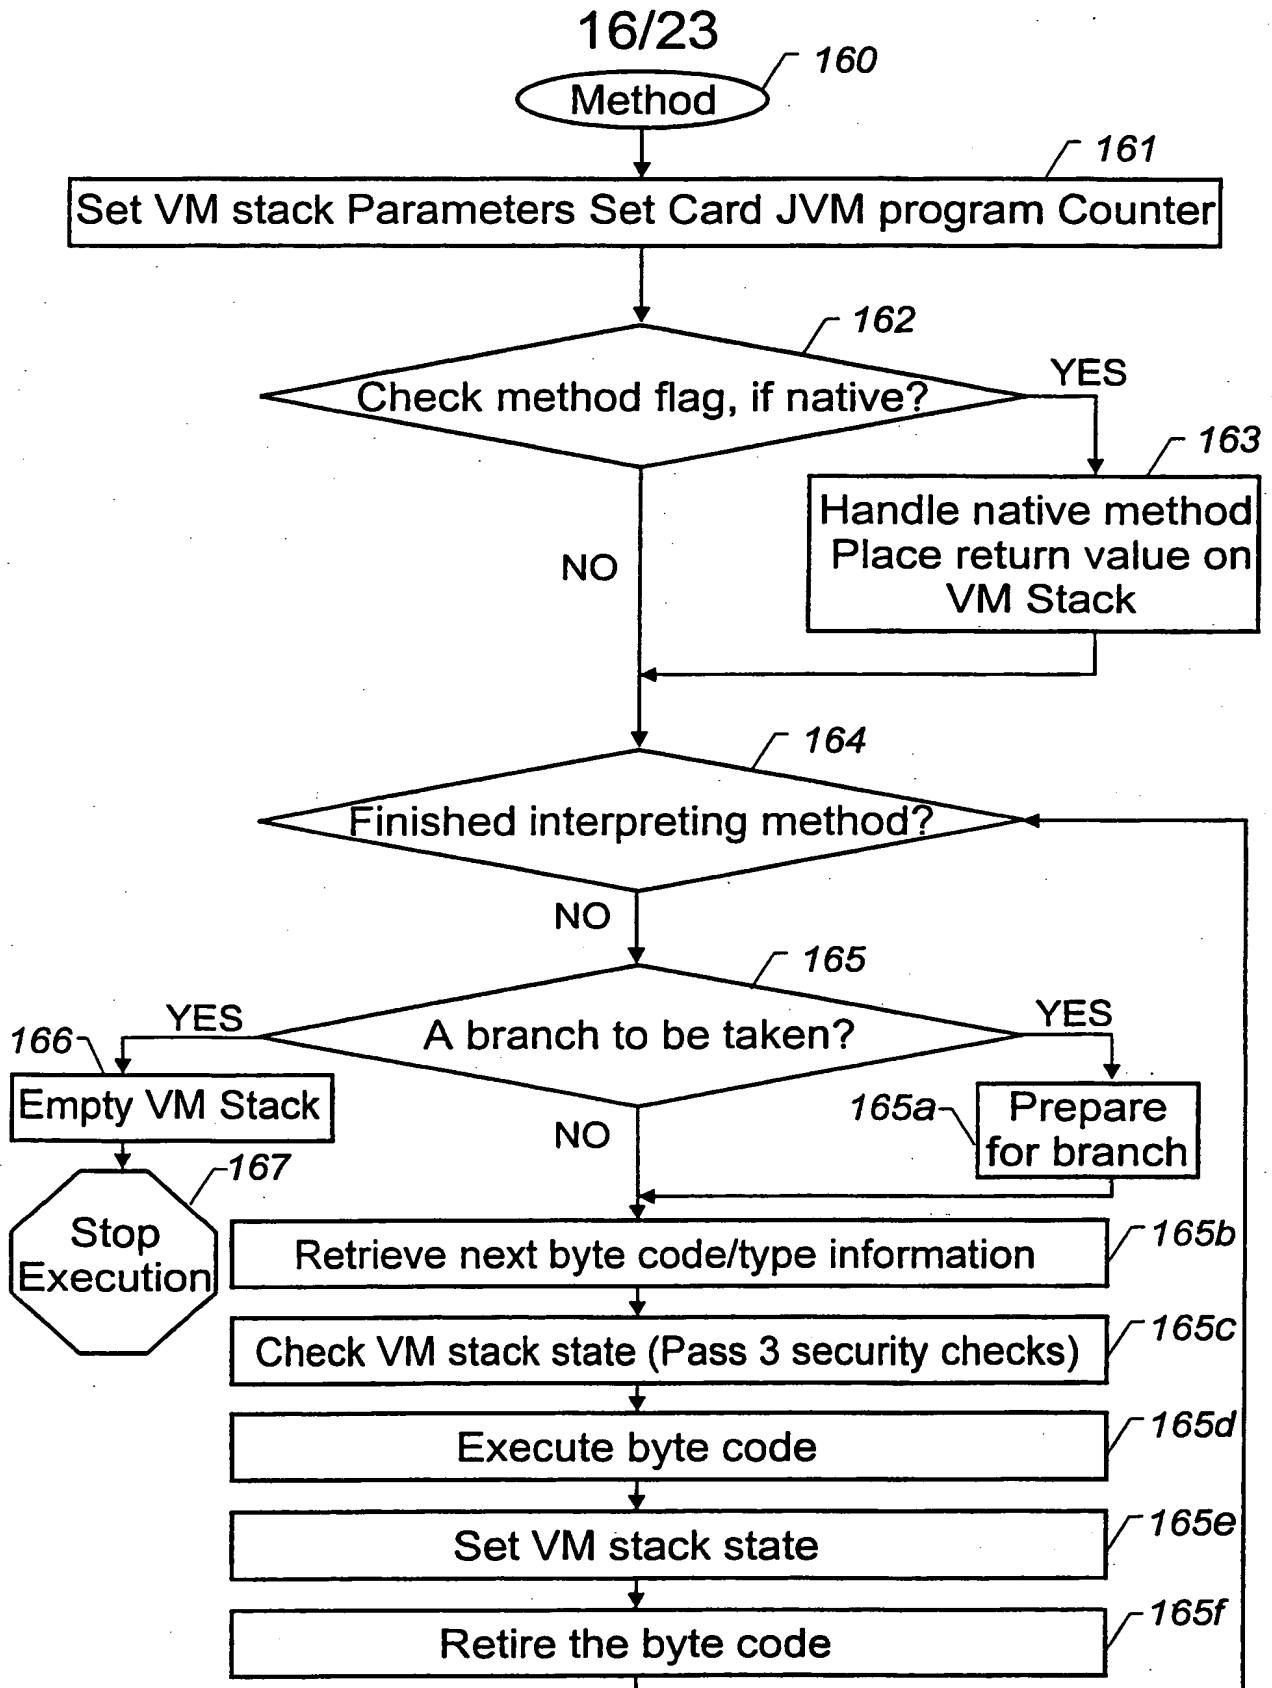 16/23
160
Method
161
Set VM stack Parameters Set Card JVM program Counter
162
Check method flag, if native?
YES
163
Handle native method
Place return value on
VM Stack
NO
164
Finished interpreting method?
NO
165
A branch to be taken?
YES
YES
166
Empty VM Stack
165a
Prepare
for branch
NO
167
Stop
Execution
165b
Retrieve next byte code/type information
165c
Check VM stack state (Pass 3 security checks)
165d
Execute byte code
165e
Set VM stack state
165f
Retire the byte code